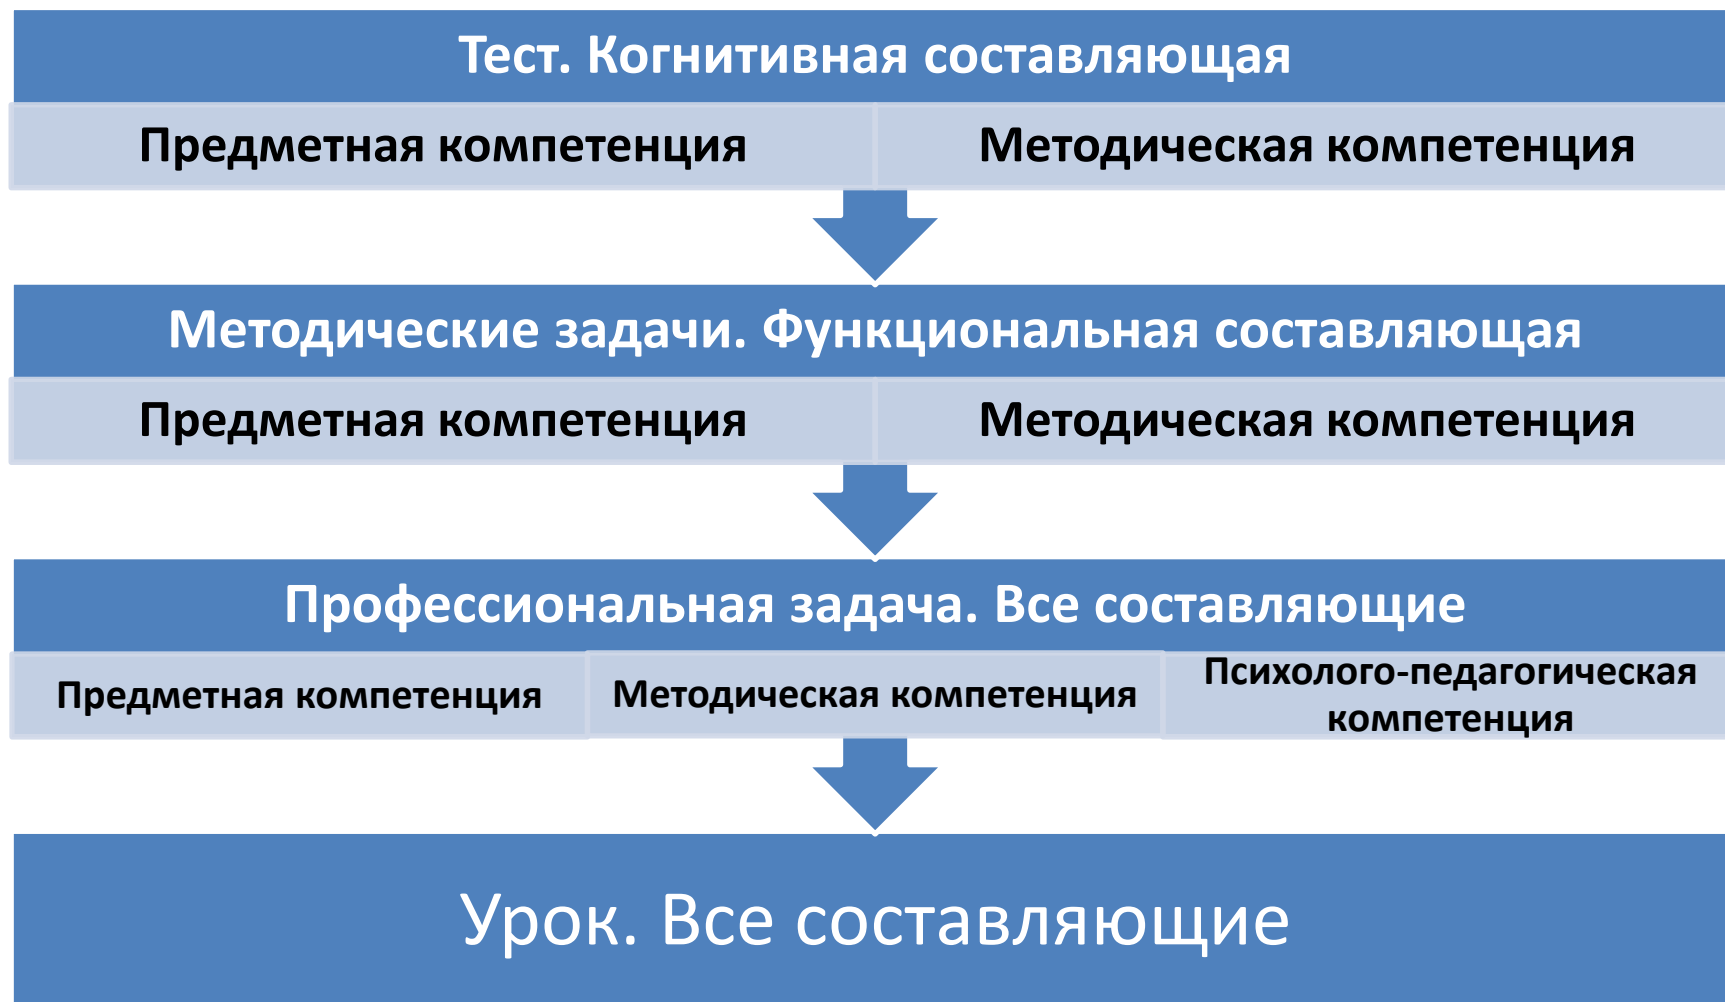 Тест. Когнитивная составляющая
Предметная компетенция
Методическая компетенция
Методические задачи. Функциональная составляющая
Предметная компетенция
Методическая компетенция
Профессиональная задача. Все составляющие
Предметная компетенция
Методическая компетенция
Психолого-педагогическая
компетенция
Урок. Все составляющие